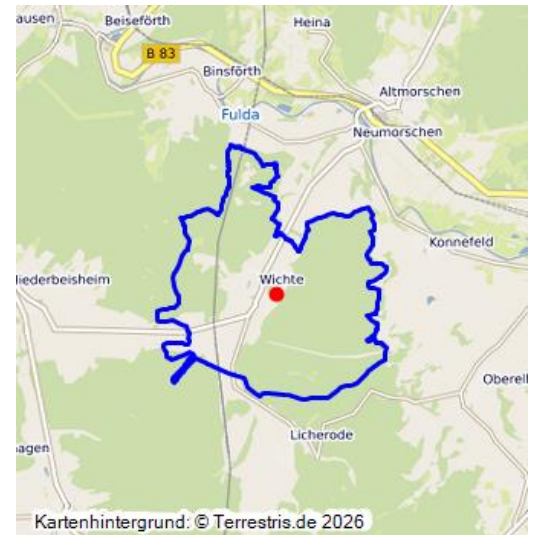 ausen
Beiseförth
Heina
B 83
Binsförth
Altmorschen
Fulda
Neumorschen
Konnefeld
iederbeisheim
Wichte
Oberell
Licherode
agen
Kartenhintergrund: © Terrestris.de 2026